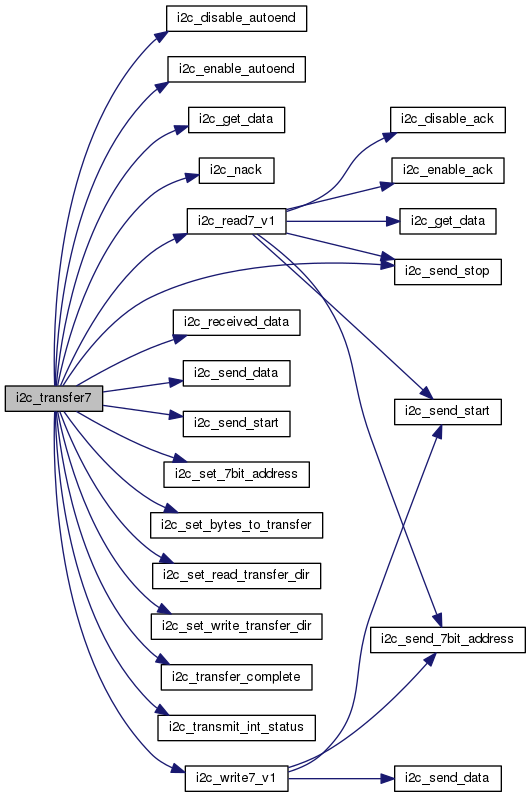 i2c_disable_autoend
i2c_enable_autoend
i2c_get_data
i2c_disable_ack
i2c_nack
i2c_enable_ack
i2c_read7_v1
i2c_get_data
i2c_send_stop
i2c_received_data
i2c_send_data
i2c_transfer7
i2c_send_start
i2c_send_start
i2c_set_7bit_address
i2c_set_bytes_to_transfer
i2c_set_read_transfer_dir
i2c_set_write_transfer_dir
i2c_send_7bit_address
i2c_transfer_complete
i2c_transmit_int_status
i2c_write7_v1
i2c_send_data